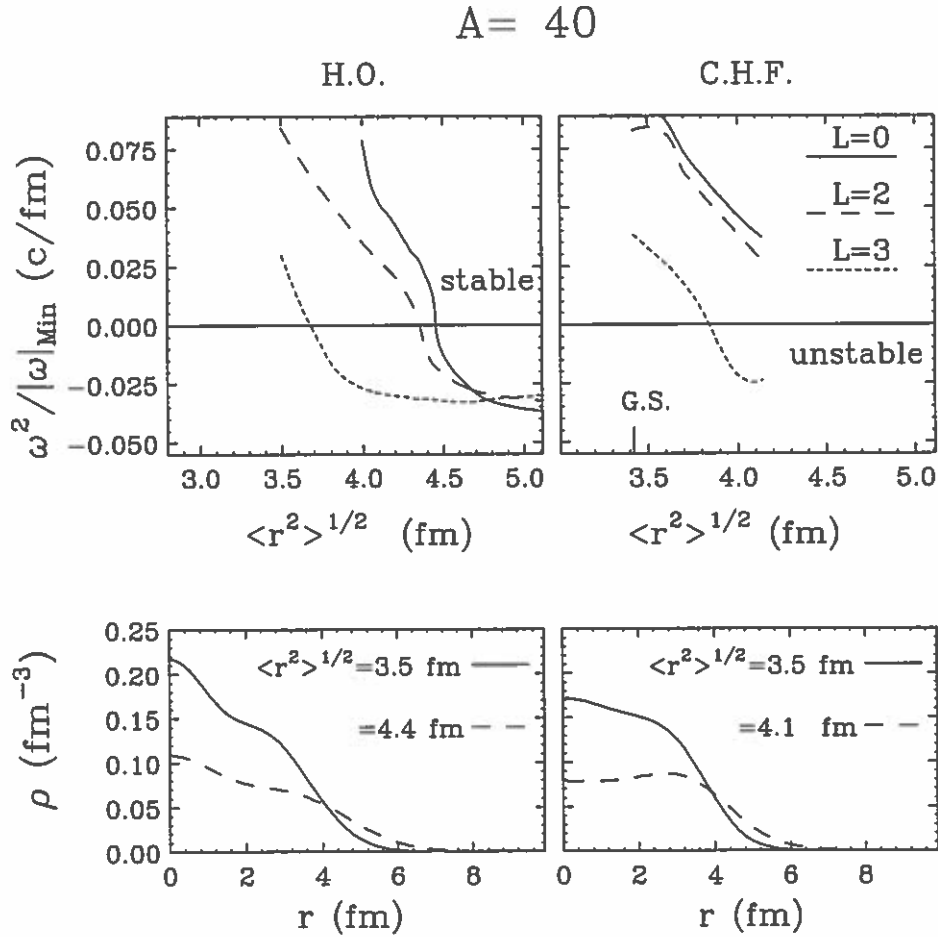 A= 40
H.O.
C.H.F.
ω²/|ω|Min (c/fm)
0.075
0.050
0.025
0.000
−0.025
−0.050
stable
L=0
L=2
L=3
unstable
G.S.
3.0 3.5 4.0 4.5 5.0
3.5 4.0 4.5 5.0
<r²>1/2 (fm)
<r²>1/2 (fm)
ρ (fm−3)
0.25
0.20
0.15
0.10
0.05
0.00
<r²>1/2=3.5 fm
=4.4 fm
<r²>1/2=3.5 fm
=4.1 fm
0 2 4 6 8
0 2 4 6 8
r (fm)
r (fm)